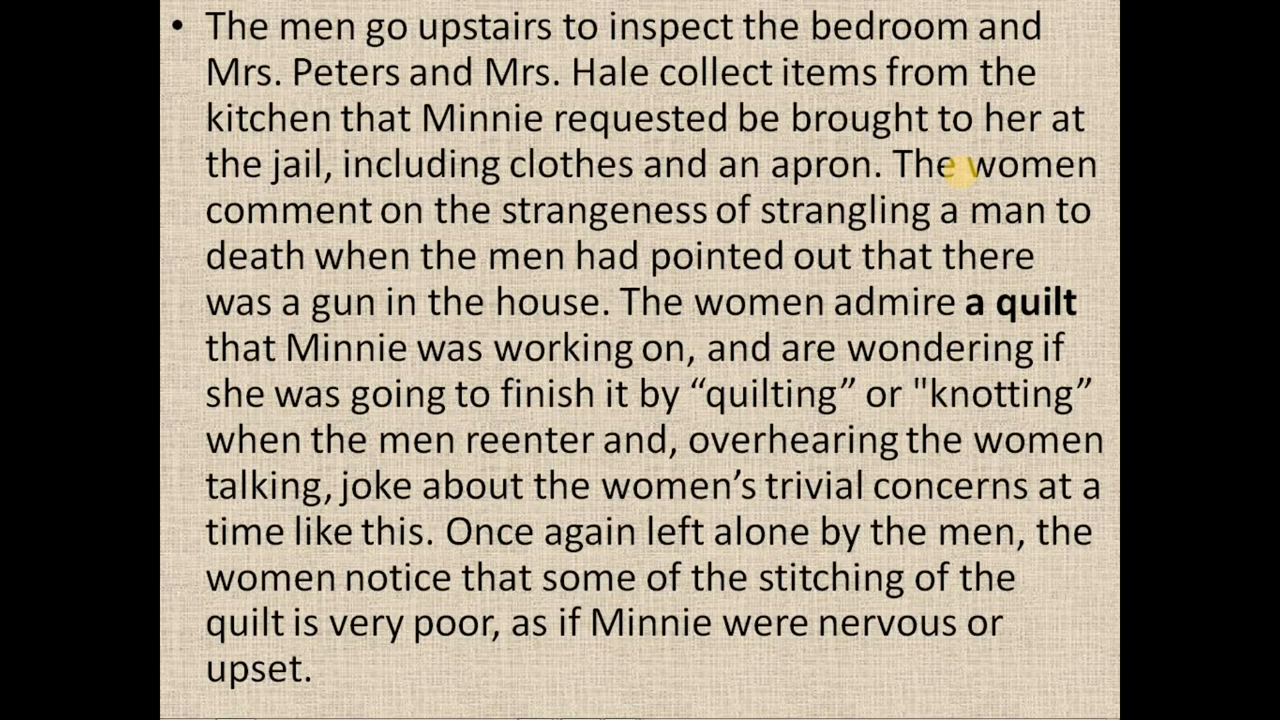 • The men go upstairs to inspect the bedroom and
Mrs. Peters and Mrs. Hale collect items from the
kitchen that Minnie requested be brought to her at
the jail, including clothes and an apron. The women
comment on the strangeness of strangling a man to
death when the men had pointed out that there
was a gun in the house. The women admire a quilt
that Minnie was working on, and are wondering if
she was going to finish it by “quilting” or "knotting”
when the men reenter and, overhearing the women
talking, joke about the women’s trivial concerns at a
time like this. Once again left alone by the men, the
women notice that some of the stitching of the
quilt is very poor, as if Minnie were nervous or
upset.